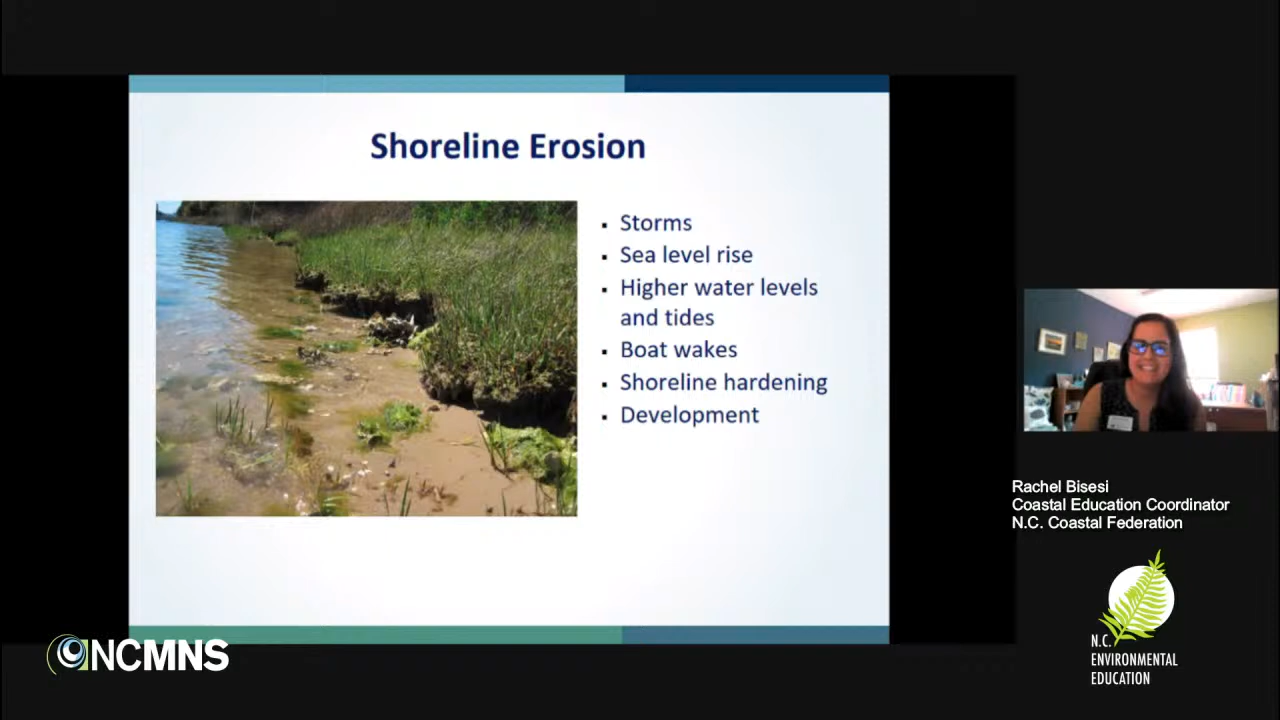 Shoreline Erosion
▪ Storms
▪ Sea level rise
▪ Higher water levels
and tides
▪ Boat wakes
▪ Shoreline hardening
▪ Development
Rachel Bisesi
Coastal Education Coordinator
N.C. Coastal Federation
NCMNS
N.C.
ENVIRONMENTAL
EDUCATION